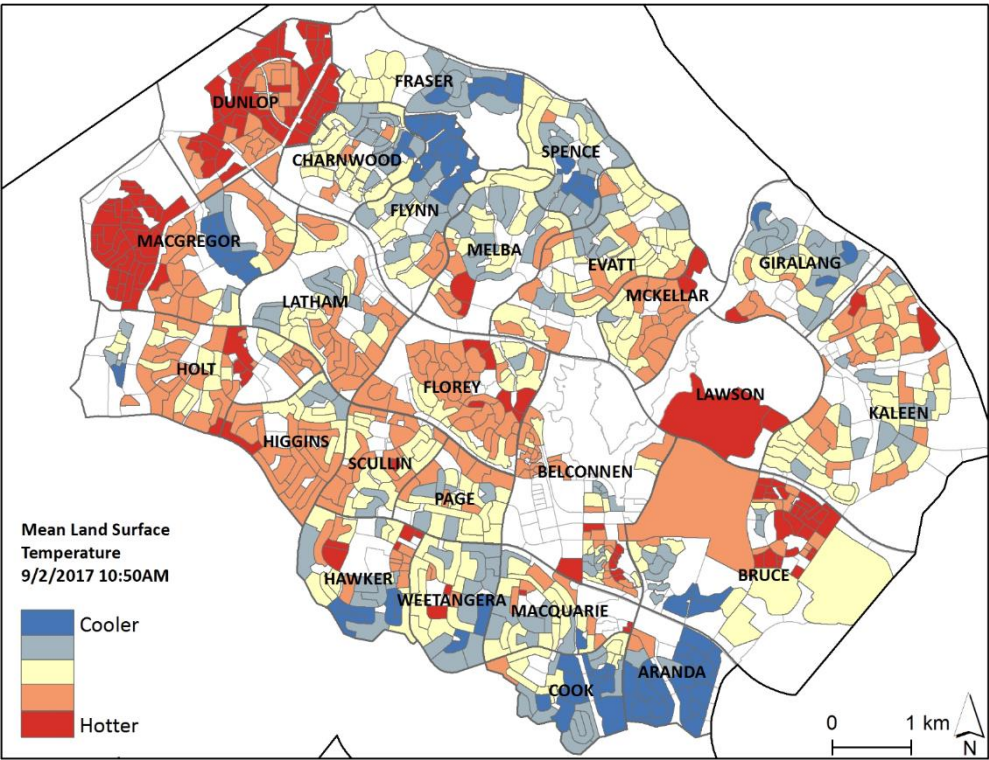 FRASER
DUNLOP
CHARNWOOD
SPENCE
FLYNN
MACGREGOR
MELBA
EVATT
GIRALANG
LATHAM
MCKELLAR
HOLT
FLOREY
LAWSON
KALEEN
HIGGINS
SCULLIN
BELCONNEN
PAGE
Mean Land Surface
Temperature
9/2/2017 10:50AM
HAWKER
BRUCE
WEETANGERA
MACQUARIE
Cooler
ARANDA
COOK
Hotter
0 1 km
N